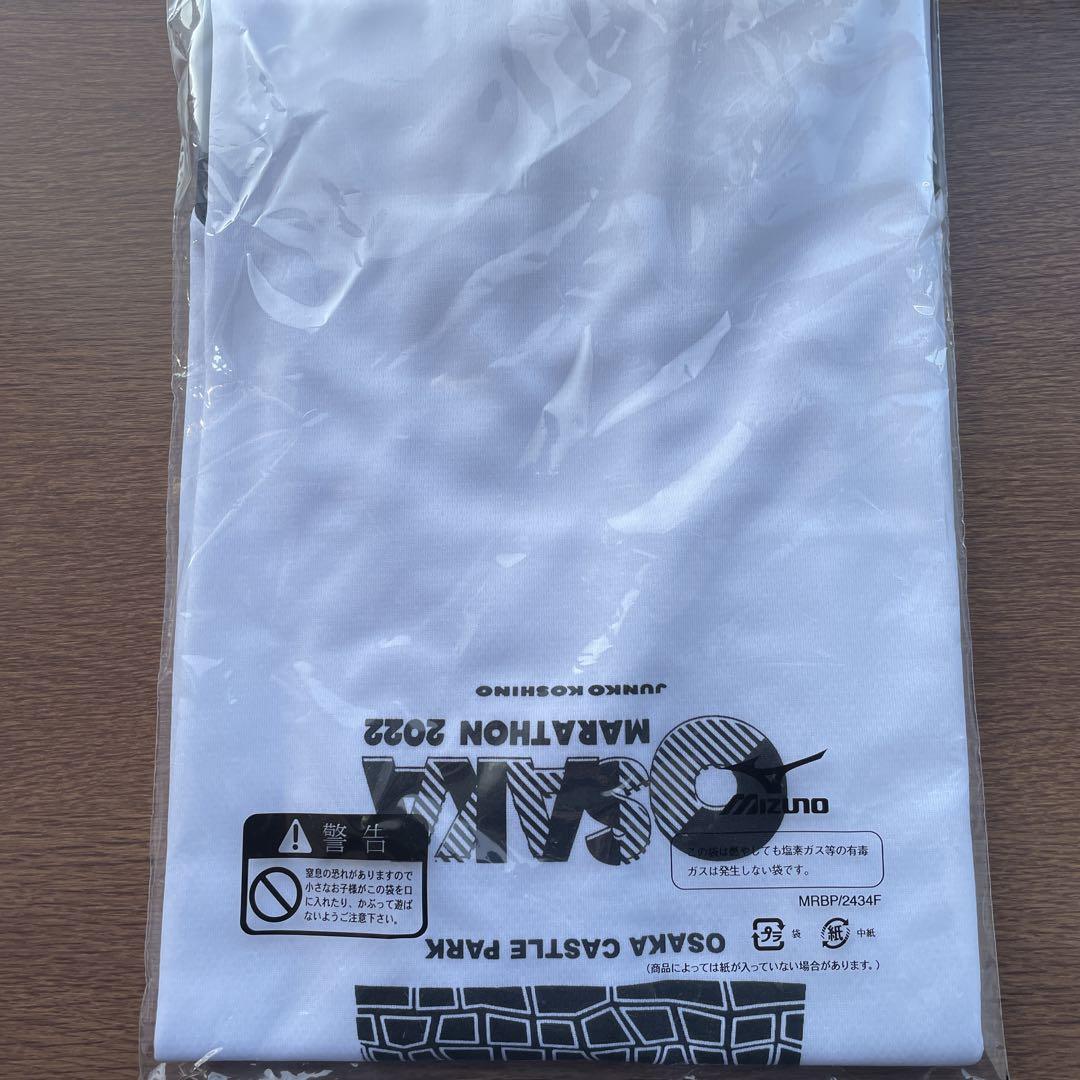 JUNKO KOSHINO
MARATHON 2022
OSAKA
MIZUNO
警告
窒息の恐れがありますので
小さなお子様がこの袋を口
に入れたり、かぶって遊ば
ないようご注意下さい。
この袋は燃やしても塩素ガス等の有毒
ガスは発生しない袋です。
MRBP/2434F
OSAKA CASTLE PARK
プラ 袋 紙 中紙
(商品によっては紙が入っていない場合があります。)